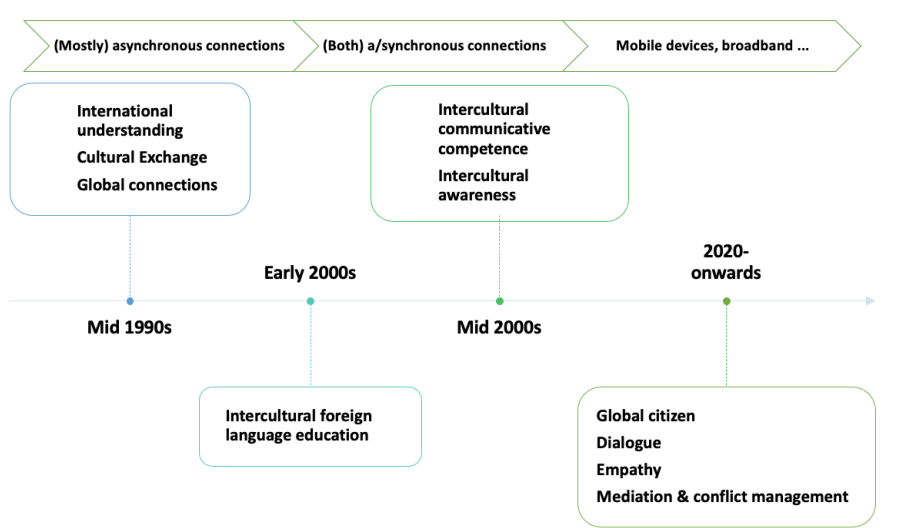 (Mostly) asynchronous connections
(Both) a/synchronous connections
Mobile devices, broadband ...
International
understanding
Cultural Exchange
Global connections
Intercultural
communicative
competence
Intercultural
awareness
Early 2000s
2020-
onwards
Mid 1990s
Mid 2000s
Intercultural foreign
language education
Global citizen
Dialogue
Empathy
Mediation & conflict management